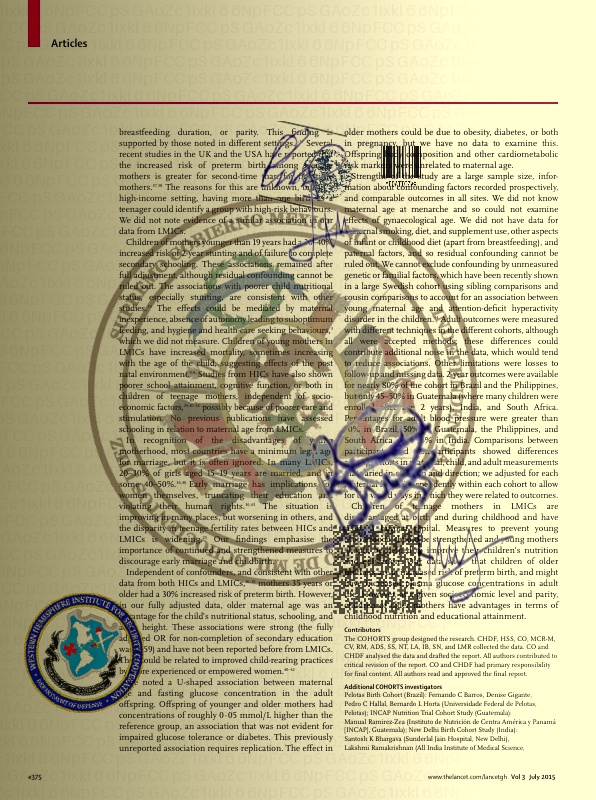 Articles
breastfeeding duration, or parity. This finding is
supported by those noted in different settings. Several
recent studies in the UK and the USA have reported that
the increased risk of preterm birth among
mothers is greater for second-time than for
mothers. The reasons for this are unknown, but in
high-income setting, having more than one birth as a
teenager could identify a group with high-risk behaviours.
We did not note evidence of a similar association in our
data from LMICs.
Children of mothers younger than 19 years had a 30–40%
increased risk of 2-year stunting and of failure to complete
secondary schooling. These associations remained after
full adjustment, although residual confounding cannot be
ruled out. The associations with poorer child nutritional
status, especially stunting, are consistent with other
studies. The effects could be mediated by maternal
inexperience, absence of autonomy leading to suboptimum
feeding, and hygiene and health-care seeking behaviours,
which we did not measure. Children of young mothers in
LMICs have increased mortality, sometimes increasing
with the age of the child, suggesting effects of the post
natal environment. Studies from HICs have also shown
poorer school attainment, cognitive function, or both in
children of teenage mothers, independent of socio-
economic factors, possibly because of poorer care and
stimulation. No previous publications have assessed
schooling in relation to maternal age from LMICs.
In recognition of the disadvantages of young
motherhood, most countries have a minimum legal age
for marriage, but it is often ignored. In many LMICs,
20–30% of girls aged 15–19 years are married, and in
some 40–50%. Early marriage has implications for
women themselves, truncating their education and
violating their human rights. The situation is
improving in many places, but worsening in others, and
the disparity in teenage fertility rates between HICs and
LMICs is widening. Our findings emphasise the
importance of continued and strengthened measures to
discourage early marriage and childbirth.
Independent of confounders, and consistent with other
data from both HICs and LMICs, mothers 35 years or
older had a 30% increased risk of preterm birth. However,
in our fully adjusted data, older maternal age was an
advantage for the child's nutritional status, schooling, and
height. These associations were strong (the fully
OR for non-completion of secondary education
and have not been reported before from LMICs.
could be related to improved child-rearing practices
by more experienced or empowered women.
noted a U-shaped association between maternal
age and fasting glucose concentration in the adult
offspring. Offspring of younger and older mothers had
concentrations of roughly 0·05 mmol/L higher than the
reference group, an association that was not evident for
impaired glucose tolerance or diabetes. This previously
unreported association requires replication. The effect in
older mothers could be due to obesity, diabetes, or both
in pregnancy, but we have no data to examine this.
Offspring body composition and other cardiometabolic
risk markers were unrelated to maternal age.
Strengths of the study are a large sample size, infor-
mation about confounding factors recorded prospectively,
and comparable outcomes in all sites. We did not know
maternal age at menarche and so could not examine
effects of gynaecological age. We did not have data for
maternal smoking, diet, and supplement use, other aspects
of infant or childhood diet (apart from breastfeeding), and
paternal factors, and so residual confounding cannot be
ruled out. We cannot exclude confounding by unmeasured
genetic or familial factors, which have been recently shown
in a large Swedish cohort using sibling comparisons and
cousin comparisons to account for an association between
young maternal age and attention-deficit hyperactivity
disorder in the children. Adult outcomes were measured
with different techniques in the different cohorts, although
all were accepted methods; these differences could
contribute additional noise to the data, which would tend
to reduce associations. Other limitations were losses to
follow-up and missing data. 2-year outcomes were available
for nearly 80% of the cohort in Brazil and the Philippines,
but only 45–50% in Guatemala (where many children were
enrolled after age 2 years), India, and South Africa.
Percentages for adult blood pressure were greater than
in Brazil, 50% in Guatemala, the Philippines, and
South Africa, and in India. Comparisons between
participants and participants showed differences
in maternal, child, and adult measurements
that varied in and direction; we adjusted for each
independently within each cohort to allow
for the varied ways in which they were related to outcomes.
Children of mothers in LMICs are
disadvantaged at birth and during childhood and have
Measures to prevent young
be strengthened and young mothers
improve their children's nutrition
data that children of older
risk of preterm birth, and might
plasma glucose concentrations in adult
socioeconomic level and parity,
mothers have advantages in terms of
childhood nutrition and educational attainment.
Contributors
The COHORTS group designed the research. CHDF, HSS, CO, MCR-M,
CV, RM, ADS, SS, NT, LA, IB, SN, and LMR collected the data. CO and
CHDF analysed the data and drafted the report. All authors contributed to
critical revision of the report. CO and CHDF had primary responsibility
for final content. All authors read and approved the final report.
Additional COHORTS investigators
Pelotas Birth Cohort (Brazil): Fernando C Barros, Denise Gigante,
Pedro C Hallal, Bernardo L Horta (Universidade Federal de Pelotas,
Pelotas); INCAP Nutrition Trial Cohort Study (Guatemala):
Manual Ramirez-Zea (Institute of Nutrición de Centra América y Panamá
[INCAP], Guatemala); New Delhi Birth Cohort Study (India):
Santosh K Bhargava (Sunderlal Jain Hospital, New Delhi),
Lakshmi Ramakrishnan (All India Institute of Medical Science,
WESTERN HEMISPHERE INSTITUTE FOR SECURITY
DEPARTMENT OF DEFENSE
e375
www.thelancet.com/lancetgh Vol 3 July 2015